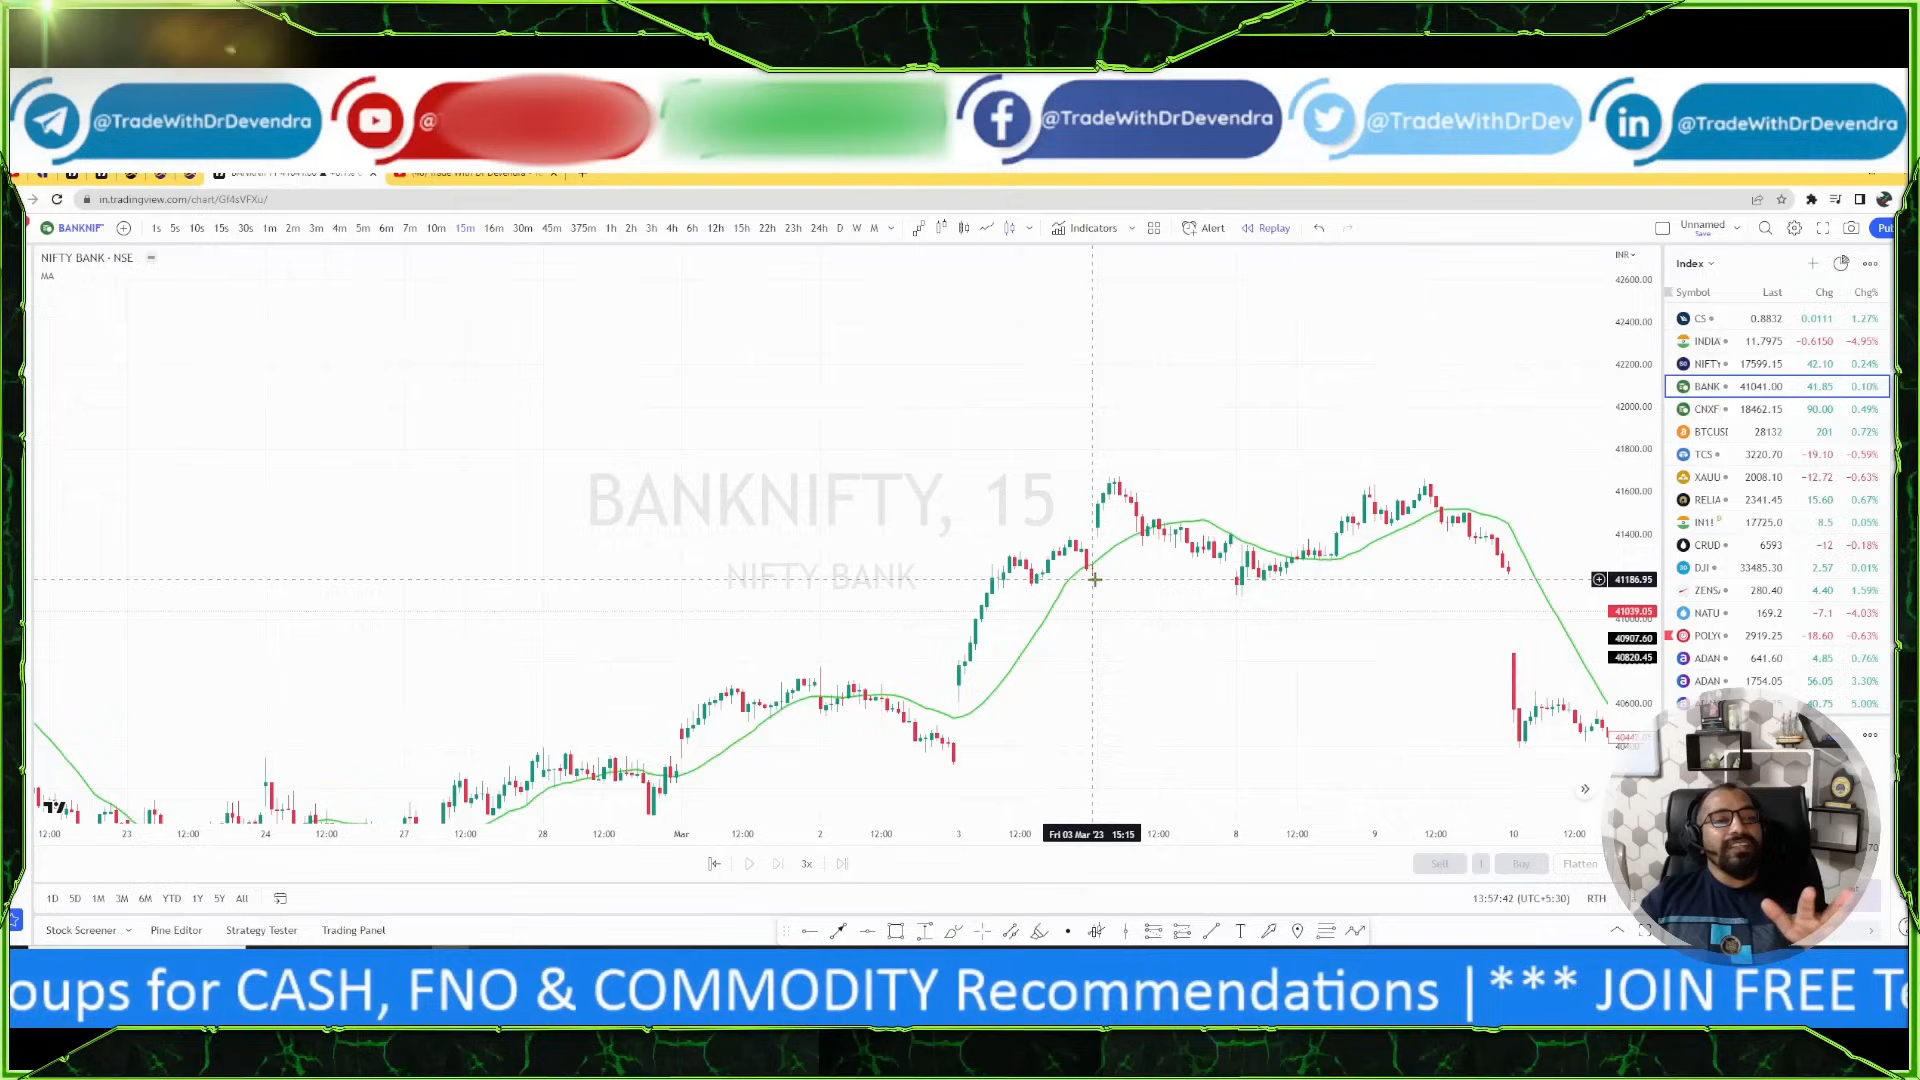 @TradeWithDrDevendra @ @TradeWithDrDevendra @TradeWithDrDev @TradeWithDrDevendra
in.tradingview.com/chart/Gf4sVFXu/
BANKNIF 1s 5s 10s 15s 30s 1m 2m 3m 4m 5m 6m 7m 10m 15m 16m 30m 45m 375m 1h 2h 3h 4h 6h 12h 15h 22h 23h 24h D W M Indicators Alert Replay Unnamed
Save
NIFTY BANK · NSE
MA
INR
42600.00
42400.00
42200.00
42000.00
41800.00
41600.00
41400.00
41186.95
41039.05
41000.00
40907.60
40820.45
40600.00
BANKNIFTY, 15
NIFTY BANK
Index
Symbol Last Chg Chg%
CS 0.8832 0.0111 1.27%
INDIA 11.7975 −0.6150 −4.95%
NIFTY 17599.15 42.10 0.24%
BANK 41041.00 41.85 0.10%
CNXF 18462.15 90.00 0.49%
BTCUSI 28132 201 0.72%
TCS 3220.70 −19.10 −0.59%
XAUU 2008.10 −12.72 −0.63%
RELIA 2341.45 15.60 0.67%
IN1! D 17725.0 8.5 0.05%
CRUD 6593 −12 −0.18%
DJI 33485.30 2.57 0.01%
ZENSA 280.40 4.40 1.59%
NATU 169.2 −7.1 −4.03%
POLY 2919.25 −18.60 −0.63%
ADAN 641.60 4.85 0.76%
ADAN 1754.05 56.05 3.30%
40.75 5.00%
12:00 23 12:00 24 12:00 27 12:00 28 12:00 Mar 12:00 2 12:00 3 12:00 Fri 03 Mar '23 15:15 12:00 8 12:00 9 12:00 10 12:00
3x Sell 1 Buy Flatten
1D 5D 1M 3M 6M YTD 1Y 5Y All 13:57:42 (UTC+5:30) RTH
Stock Screener Pine Editor Strategy Tester Trading Panel
oups for CASH, FNO & COMMODITY Recommendations | *** JOIN FREE Te